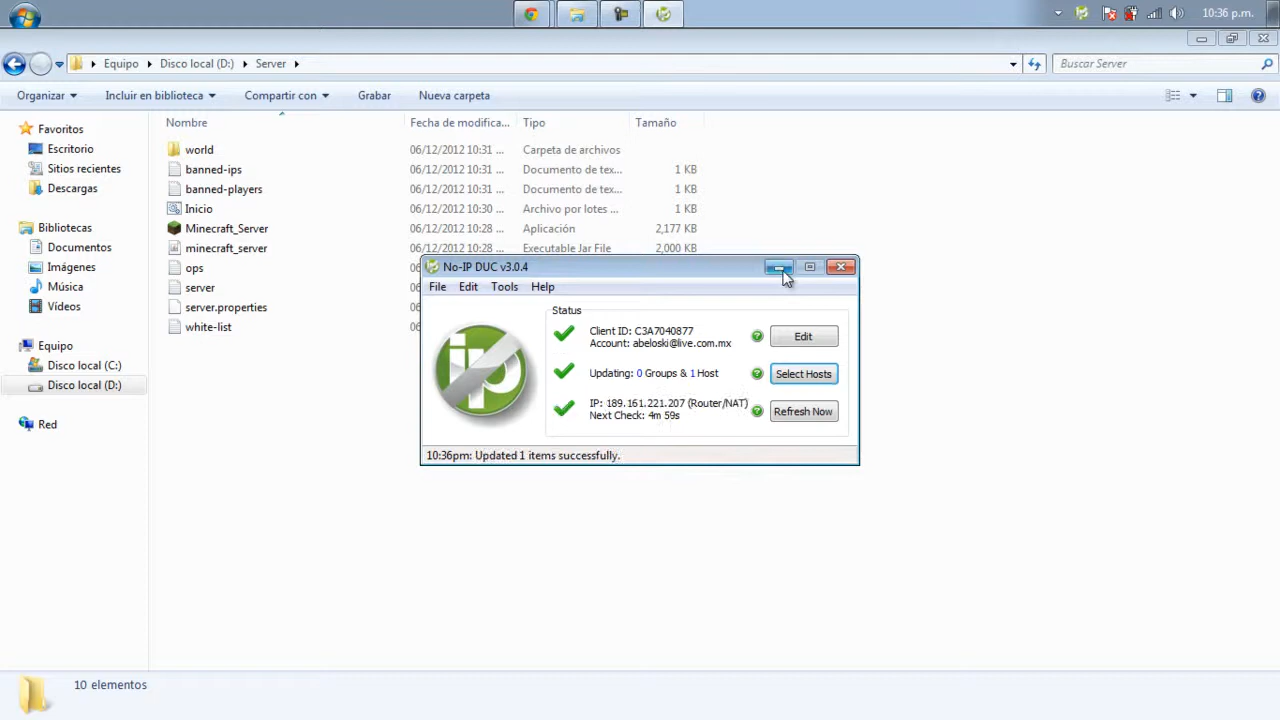 10:36 p.m.
Equipo Disco local (D:) Server
Buscar Server
Organizar Incluir en biblioteca Compartir con Grabar Nueva carpeta
Nombre Fecha de modifica... Tipo Tamaño
Favoritos
Escritorio
Sitios recientes
Descargas
Bibliotecas
Documentos
Imágenes
Música
Vídeos
Equipo
Disco local (C:)
Disco local (D:)
Red
world 06/12/2012 10:31 ... Carpeta de archivos
banned-ips 06/12/2012 10:31 ... Documento de tex... 1 KB
banned-players 06/12/2012 10:31 ... Documento de tex... 1 KB
Inicio 06/12/2012 10:30 ... Archivo por lotes ... 1 KB
Minecraft_Server 06/12/2012 10:28 ... Aplicación 2,177 KB
minecraft_server 06/12/2012 10:28 ... Executable Jar File 2,000 KB
ops
server
server.properties
white-list
No-IP DUC v3.0.4
File Edit Tools Help
Status
ip
Client ID: C3A7040877
Account: abeloski@live.com.mx
Edit
Updating: 0 Groups & 1 Host
Select Hosts
IP: 189.161.221.207 (Router/NAT)
Next Check: 4m 59s
Refresh Now
10:36pm: Updated 1 items successfully.
10 elementos